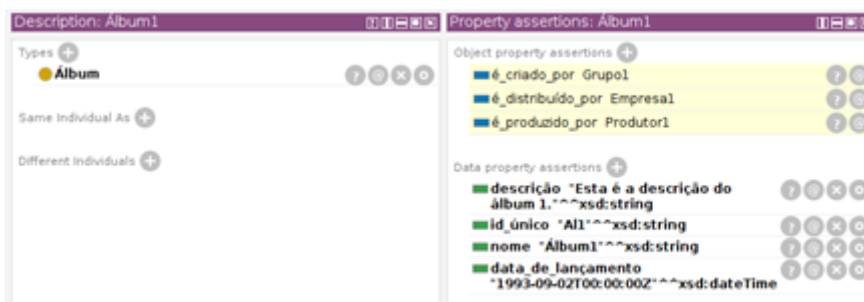 Description: Álbum1
Types
Álbum
Same Individual As
Different Individuals
Property assertions: Álbum1
Object property assertions
é_criado_por Grupo1
é_distribuído_por Empresa1
é_produzido_por Produtor1
Data property assertions
descrição "Esta é a descrição do
álbum 1."^^xsd:string
id_único "Al1"^^xsd:string
nome "Álbum1"^^xsd:string
data_de_lançamento
"1993-09-02T00:00:00Z"^^xsd:dateTime